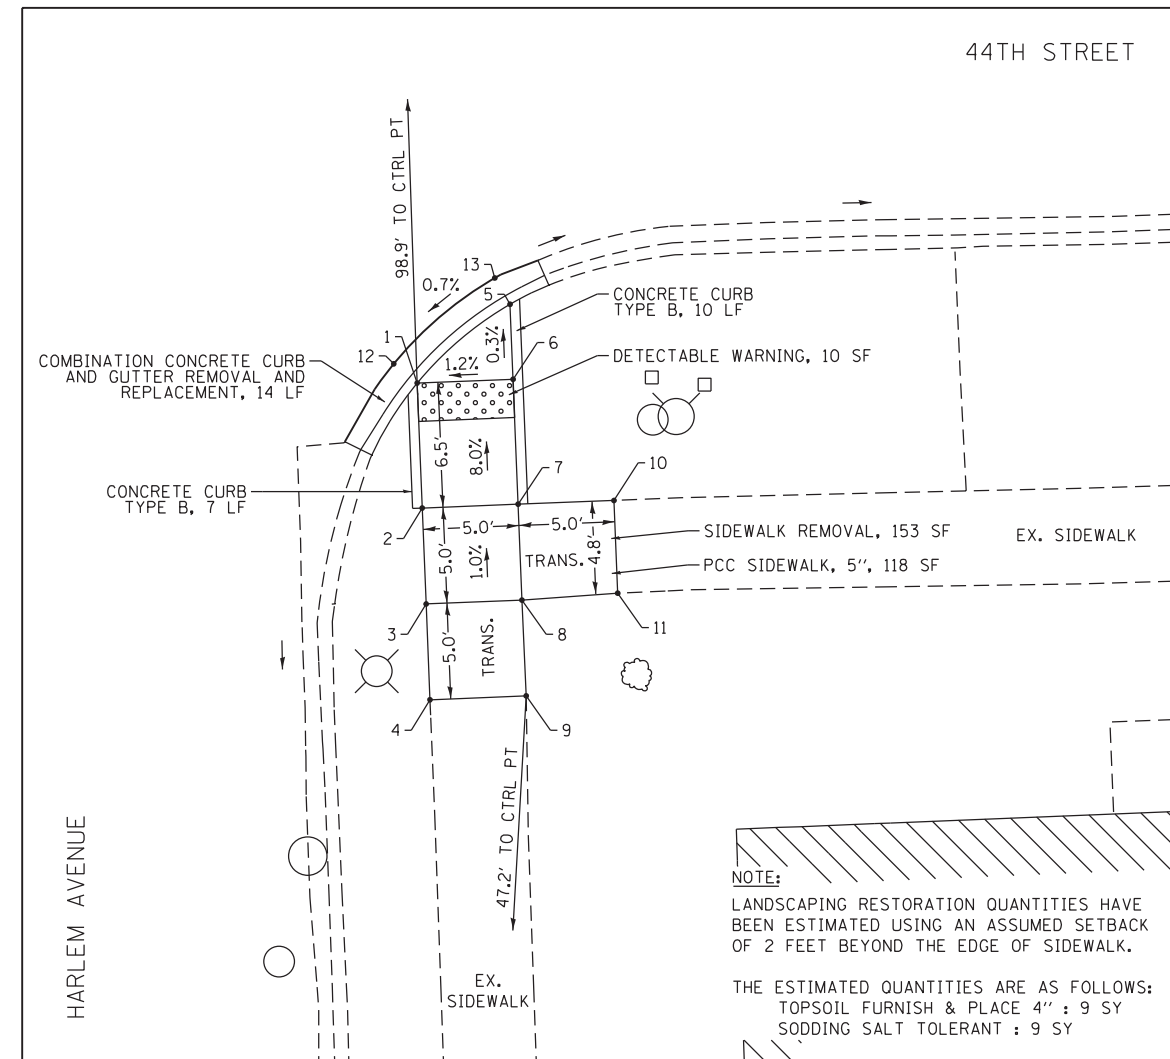 44TH STREET
98.9' TO CTRL PT
13
0.7%
5
CONCRETE CURB
TYPE B, 10 LF
1
0.3%
6
12
1.2%
DETECTABLE WARNING, 10 SF
COMBINATION CONCRETE CURB
AND GUTTER REMOVAL AND
REPLACEMENT, 14 LF
6.5'
8.0%
7
10
CONCRETE CURB
TYPE B, 7 LF
2
5.0'
5.0'
SIDEWALK REMOVAL, 153 SF
EX. SIDEWALK
5.0'
1.0%
TRANS.
4.8'
PCC SIDEWALK, 5", 118 SF
3
8
11
5.0'
TRANS.
4
9
47.2' TO CTRL PT
HARLEM AVENUE
EX.
SIDEWALK
NOTE:
LANDSCAPING RESTORATION QUANTITIES HAVE
BEEN ESTIMATED USING AN ASSUMED SETBACK
OF 2 FEET BEYOND THE EDGE OF SIDEWALK.
THE ESTIMATED QUANTITIES ARE AS FOLLOWS:
TOPSOIL FURNISH & PLACE 4" : 9 SY
SODDING SALT TOLERANT : 9 SY